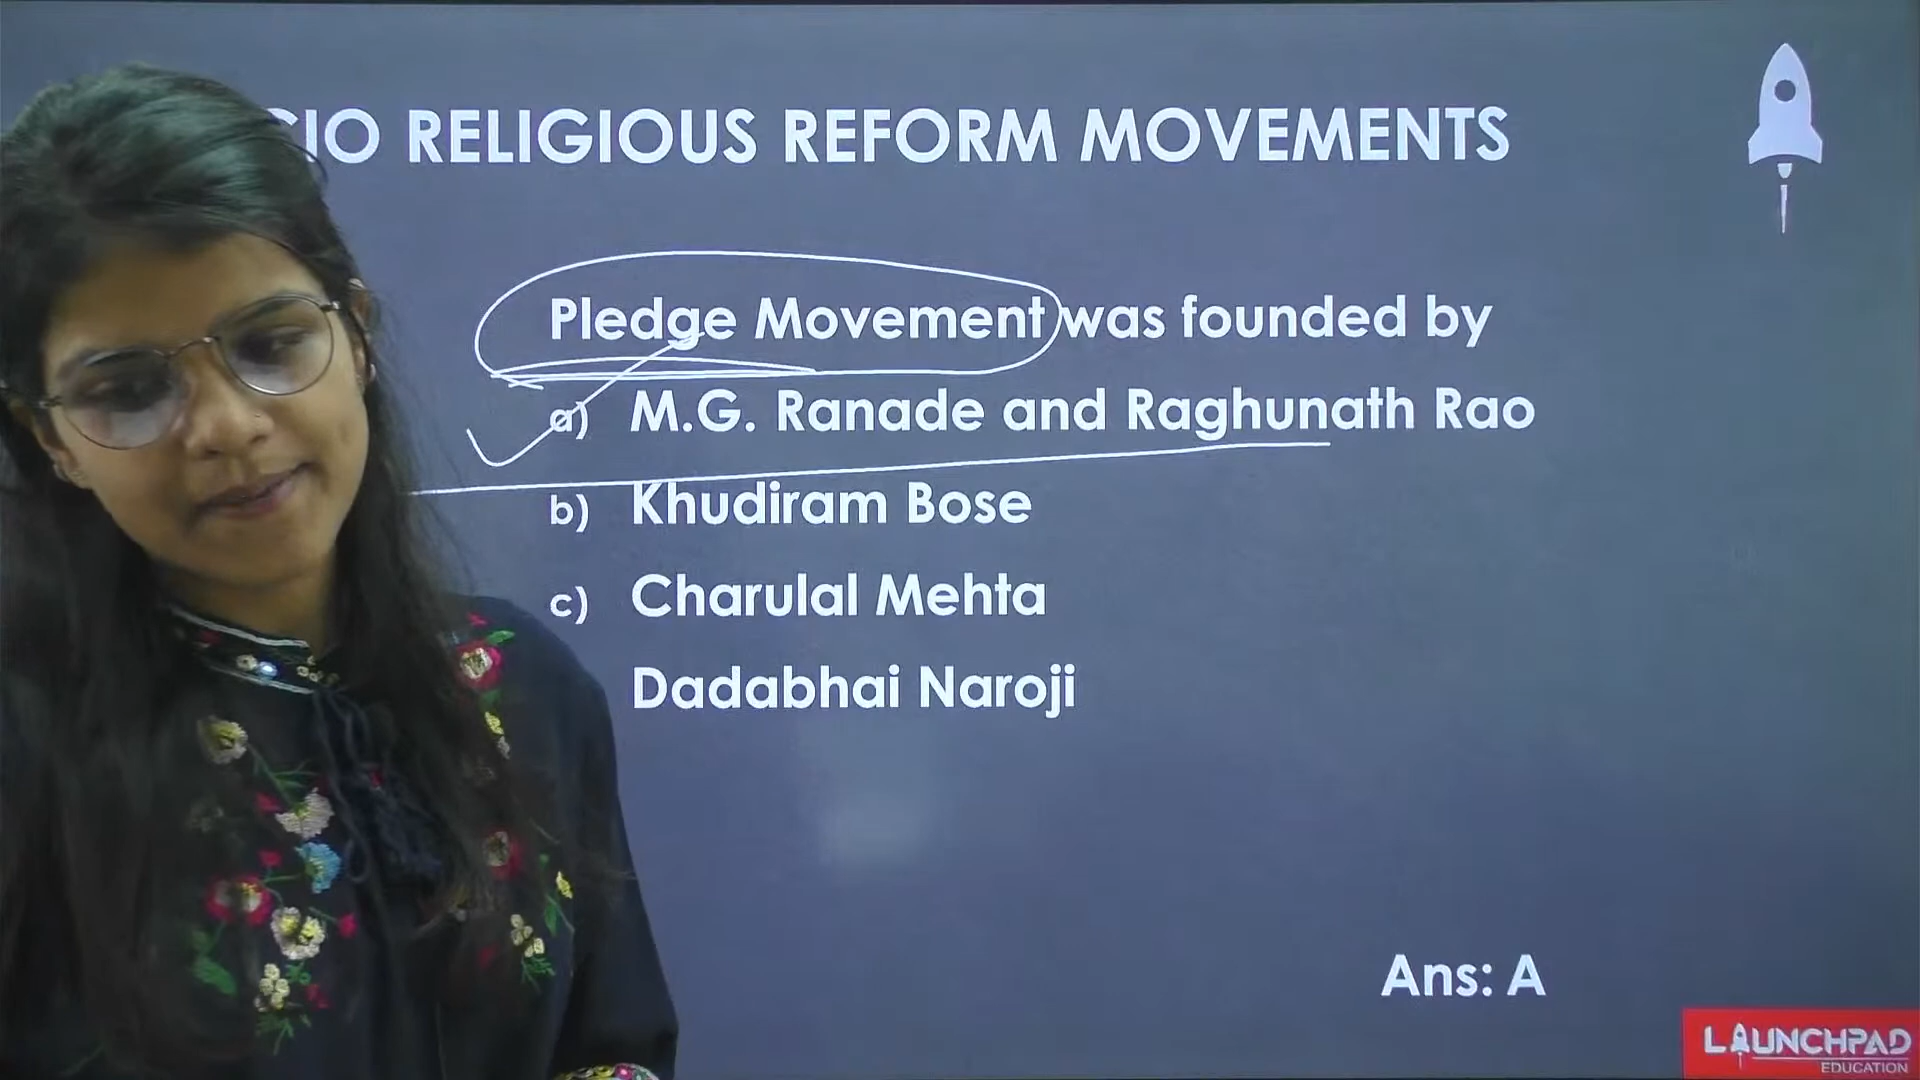 CIO RELIGIOUS REFORM MOVEMENTS
Pledge Movement was founded by
a) M.G. Ranade and Raghunath Rao
b) Khudiram Bose
c) Charulal Mehta
Dadabhai Naroji
Ans: A
LAUNCHPAD
EDUCATION